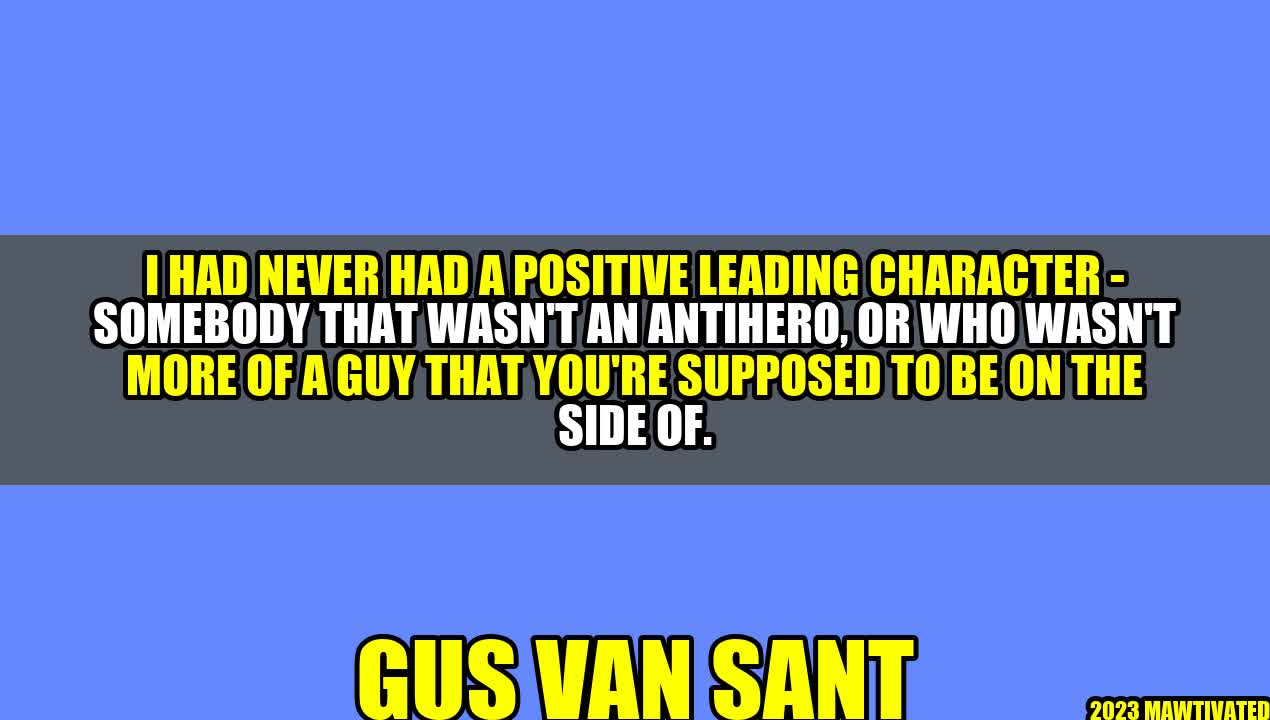 I HAD NEVER HAD A POSITIVE LEADING CHARACTER -
SOMEBODY THAT WASN'T AN ANTIHERO, OR WHO WASN'T
MORE OF A GUY THAT YOU'RE SUPPOSED TO BE ON THE
SIDE OF.
GUS VAN SANT
2023 MAWTIVATED